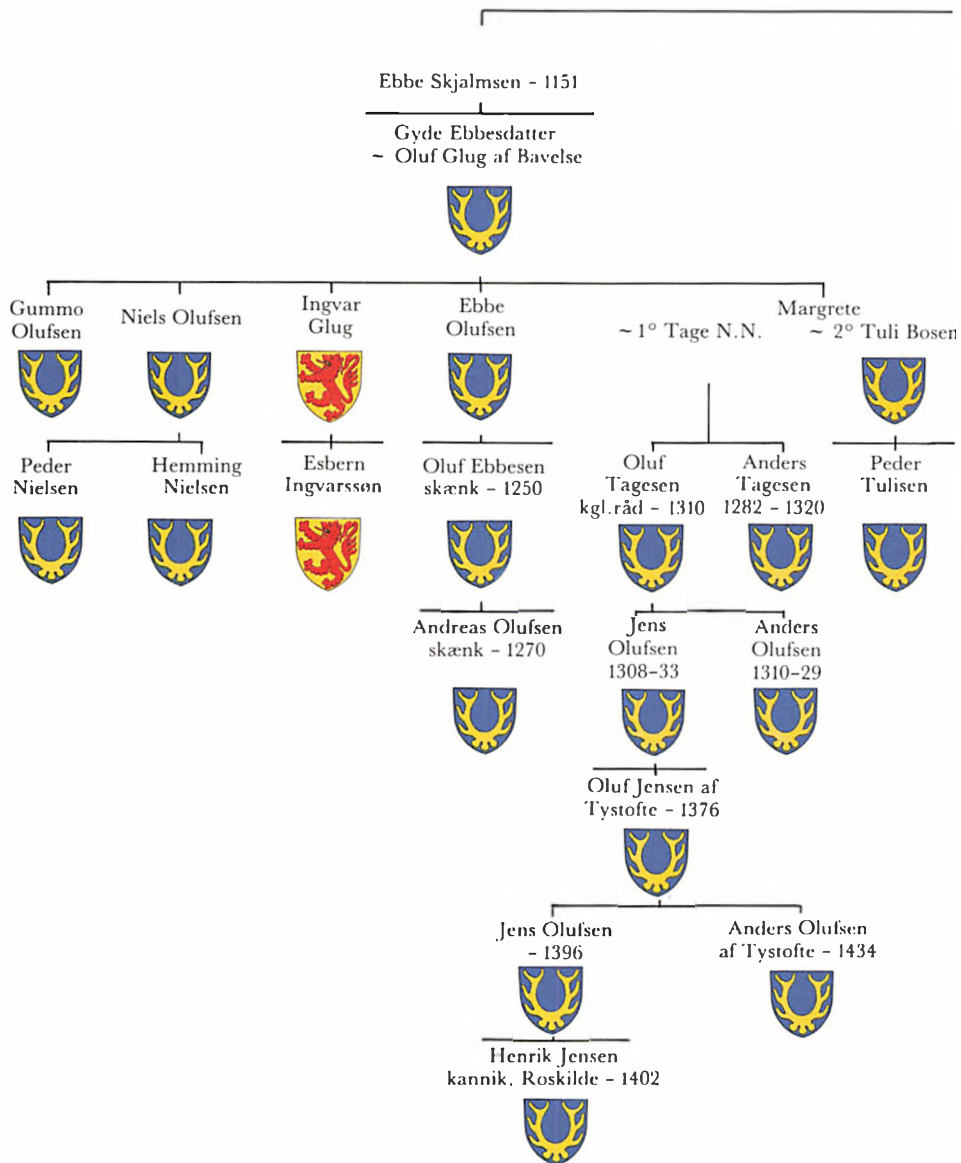 Ebbe Skjalmsen - 1151
Gyde Ebbesdatter
~ Oluf Glug af Bavelse
Gummo
Olufsen
Niels Olufsen
Ingvar
Glug
Ebbe
Olufsen
Margrete
~ 1° Tage N.N.
~ 2° Tuli Bosen
Peder
Nielsen
Hemming
Nielsen
Esbern
Ingvarssøn
Oluf Ebbesen
skænk - 1250
Oluf
Tagesen
kgl.råd - 1310
Anders
Tagesen
1282 - 1320
Peder
Tulisen
Andreas Olufsen
skænk - 1270
Jens
Olufsen
1308-33
Anders
Olufsen
1310-29
Oluf Jensen af
Tystofte - 1376
Jens Olufsen
- 1396
Anders Olufsen
af Tystofte - 1434
Henrik Jensen
kannik, Roskilde - 1402